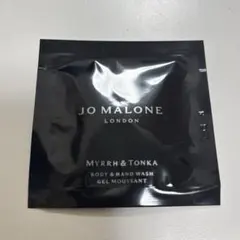 JO MALONE
LONDON
MYRRH & TONKA
BODY & HAND WASH
GEL MOUSSANT